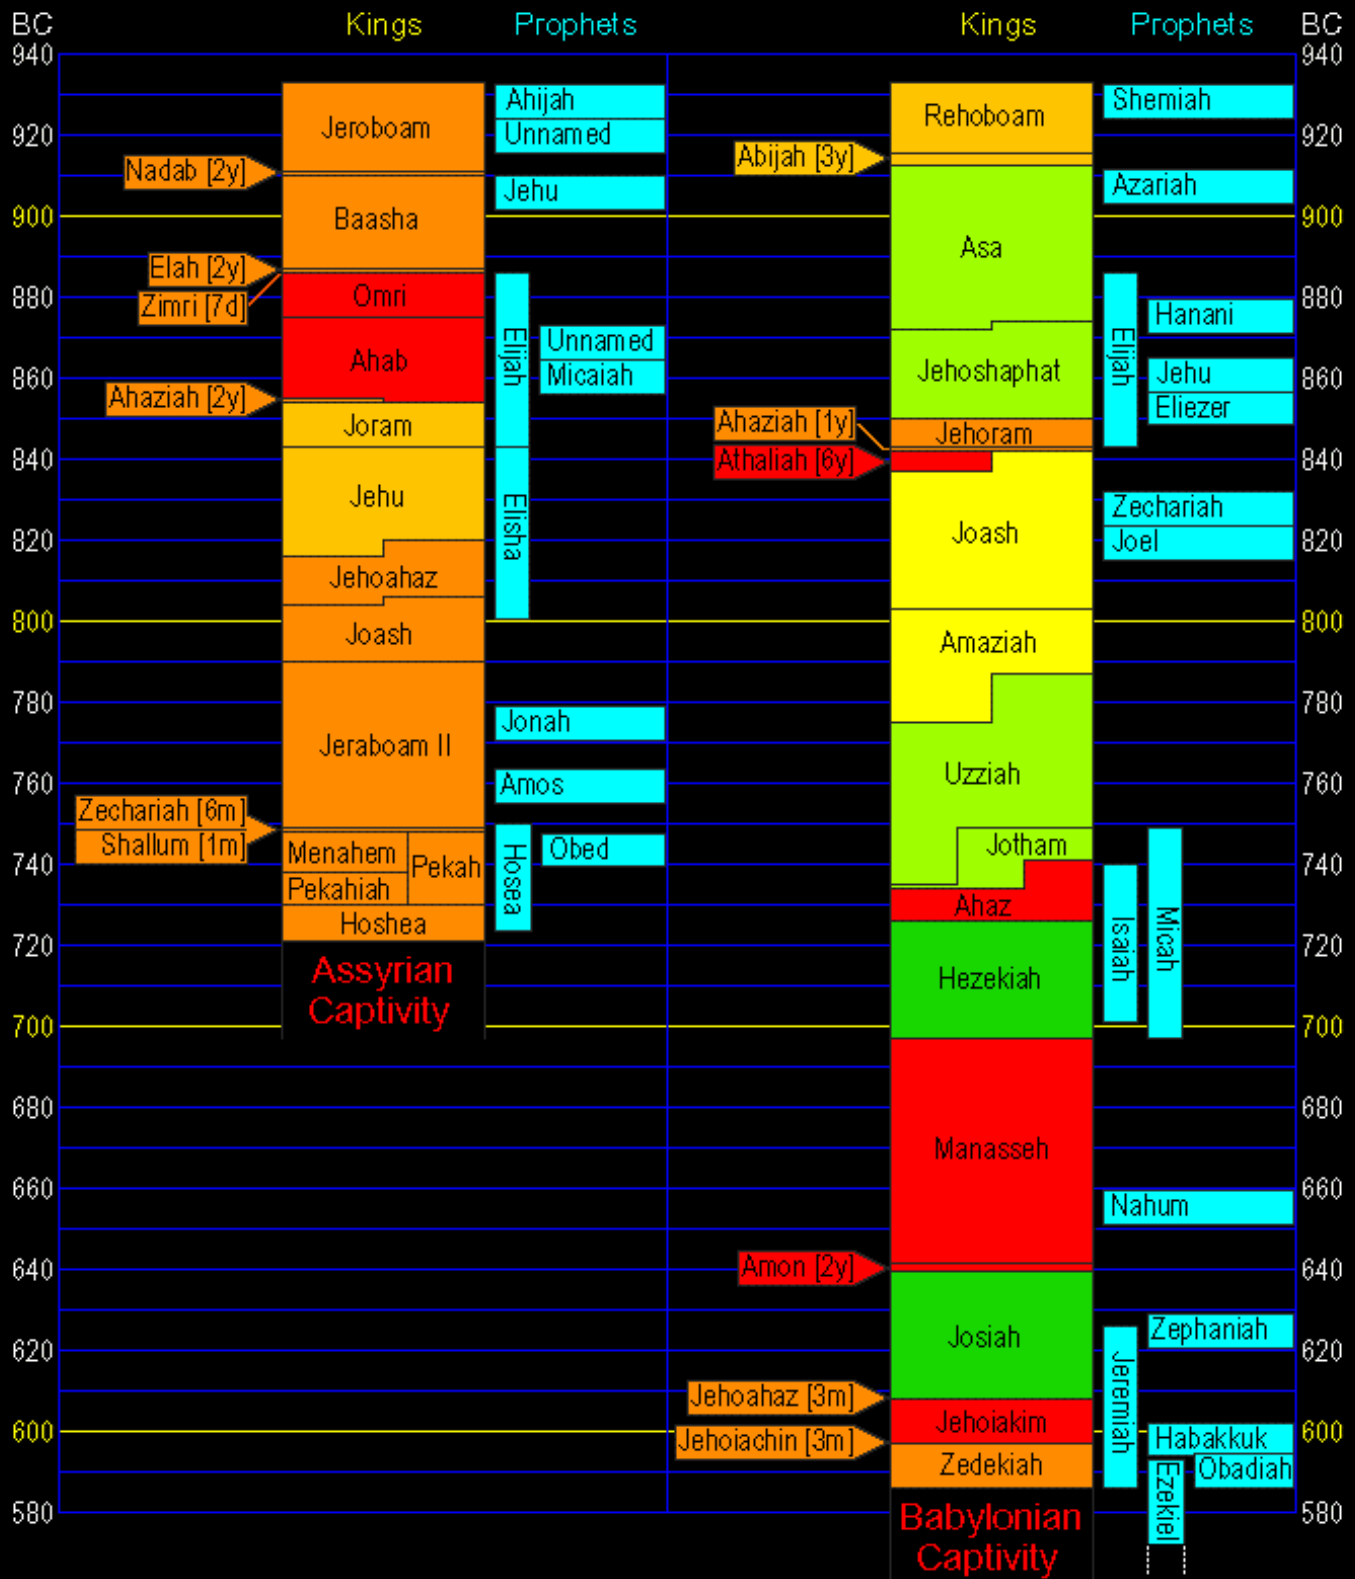 BC Kings Prophets Kings Prophets BC
940 940
Jeroboam Ahijah Rehoboam Shemiah
920 Unnamed 920
Nadab [2y] Abijah [3y]
Jehu Azariah
900 Baasha 900
Asa
Elah [2y]
Zimri [7d] Omri
880 Hanani 880
Elijah Unnamed Elijah
Ahab Jehoshaphat Jehu
860 Micaiah 860
Ahaziah [2y] Eliezer
Joram Ahaziah [1y] Jehoram
840 Athaliah [6y] 840
Jehu Elisha Zechariah
820 Joash Joel 820
Jehoahaz
800 800
Joash Amaziah
780 780
Jonah
Jeraboam II
760 Amos Uzziah 760
Zechariah [6m]
Shallum [1m]
Menahem Pekah Hosea Obed Jotham
740 740
Pekahiah
Hoshea Ahaz Isaiah Micah
720 720
Assyrian
Captivity
Hezekiah
700 700
680 680
Manasseh
660 660
Nahum
640 Amon [2y] 640
Josiah Zephaniah
620 620
Jeremiah
Jehoahaz [3m]
600 Jehoiakim Habakkuk 600
Jehoiachin [3m]
Zedekiah Obadiah
Ezekiel
580 580
Babylonian
Captivity